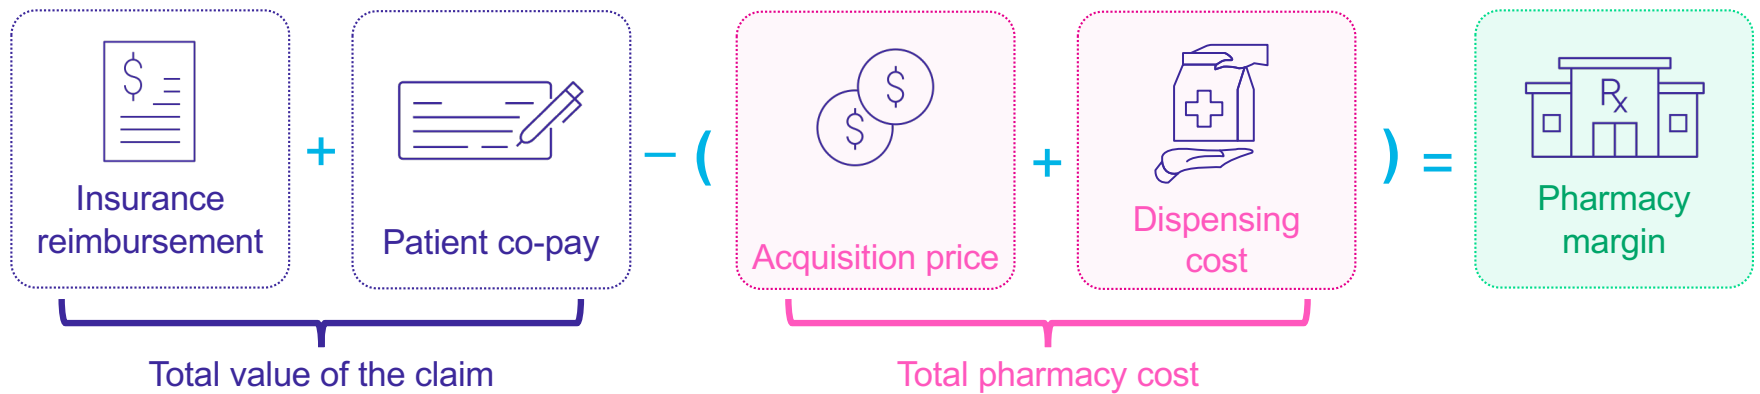 $
Insurance
reimbursement
+
Patient co-pay
–
(
$
$
Acquisition price
+
Dispensing
cost
)
=
Rx
Pharmacy
margin
Total value of the claim
Total pharmacy cost